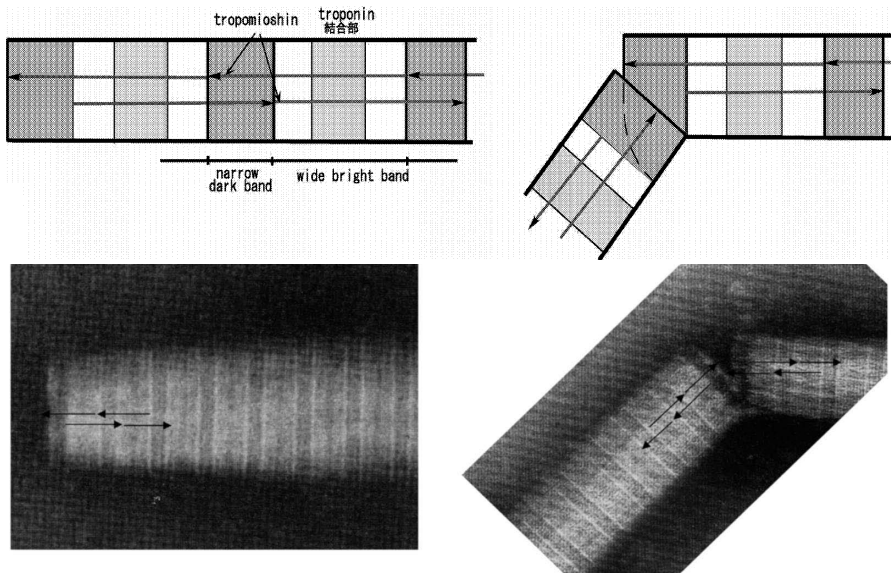 tropomioshin
troponin
結合部
narrow
dark band
wide bright band